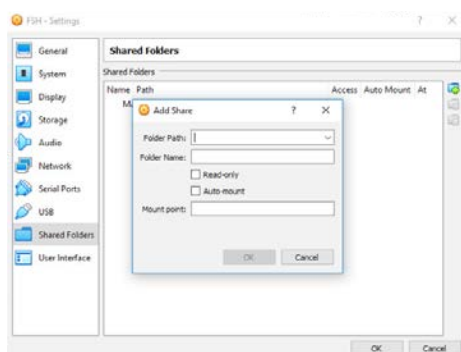 FSH - Settings
?
General
System
Display
Storage
Audio
Network
Serial Ports
USB
Shared Folders
User Interface
Shared Folders
Shared Folders
Name Path Access Auto Mount At
Add Share ?
Folder Path:
Folder Name:
Read-only
Auto-mount
Mount point:
OK Cancel
OK Cancel